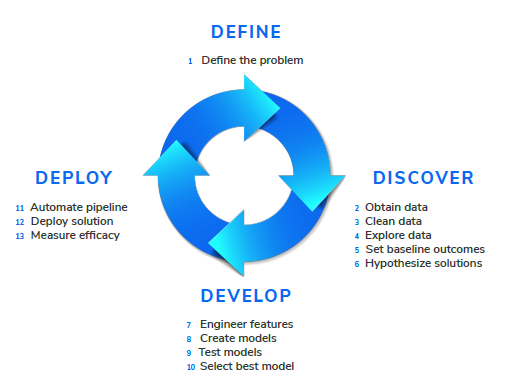 DEFINE
1 Define the problem
DISCOVER
2 Obtain data
3 Clean data
4 Explore data
5 Set baseline outcomes
6 Hypothesize solutions
DEVELOP
7 Engineer features
8 Create models
9 Test models
10 Select best model
DEPLOY
11 Automate pipeline
12 Deploy solution
13 Measure efficacy